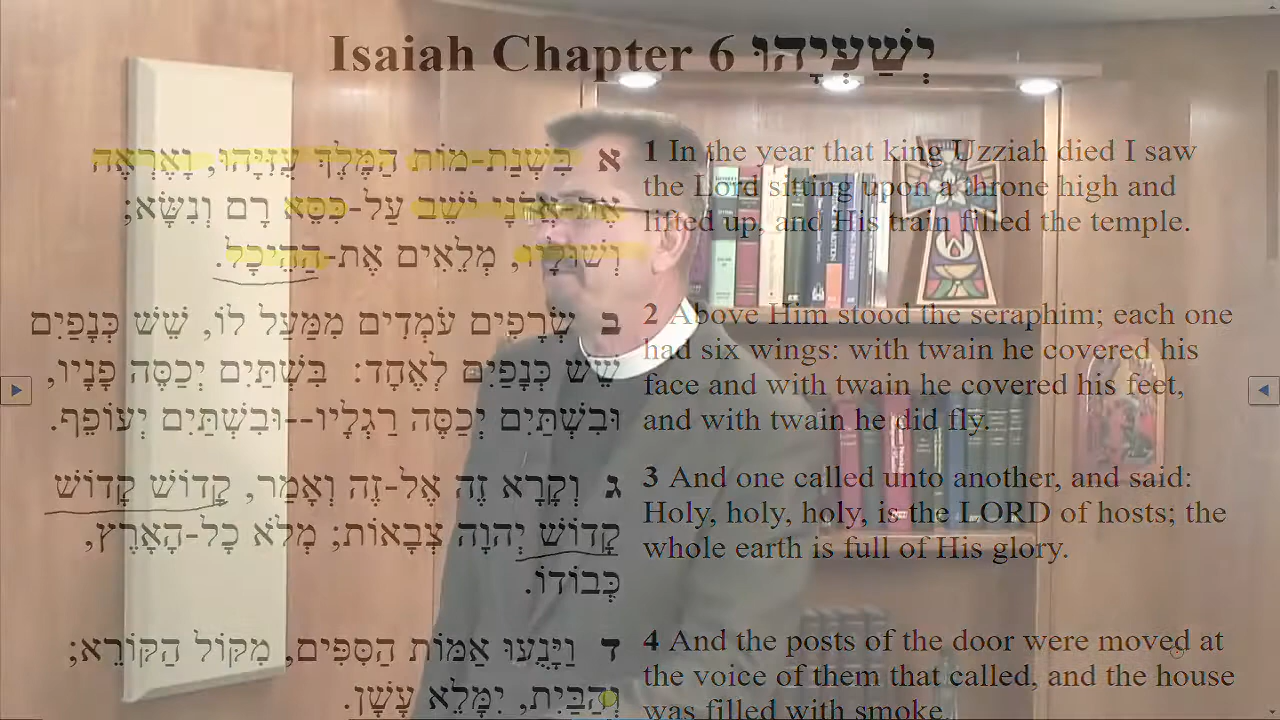 Isaiah Chapter 6 יְשַׁעְיָהוּ
א בִּשְׁנַת-מוֹת הַמֶּלֶךְ עֻזִּיָּהוּ, וָאֶרְאֶה
אֶת-אֲדֹנָי יֹשֵׁב עַל-כִּסֵּא רָם וְנִשָּׂא;
וְשׁוּלָיו, מְלֵאִים אֶת-הַהֵיכָל.
1 In the year that king Uzziah died I saw
the Lord sitting upon a throne high and
lifted up, and His train filled the temple.
ב שְׂרָפִים עֹמְדִים מִמַּעַל לוֹ, שֵׁשׁ כְּנָפַיִם
שֵׁשׁ כְּנָפַיִם לְאֶחָד: בִּשְׁתַּיִם יְכַסֶּה פָנָיו,
וּבִשְׁתַּיִם יְכַסֶּה רַגְלָיו--וּבִשְׁתַּיִם יְעוֹפֵף.
2 Above Him stood the seraphim; each one
had six wings: with twain he covered his
face and with twain he covered his feet,
and with twain he did fly.
ג וְקָרָא זֶה אֶל-זֶה וְאָמַר, קָדוֹשׁ קָדוֹשׁ
קָדוֹשׁ יְהוָה צְבָאוֹת; מְלֹא כָל-הָאָרֶץ,
כְּבוֹדוֹ.
3 And one called unto another, and said:
Holy, holy, holy, is the LORD of hosts; the
whole earth is full of His glory.
ד וַיָּנֻעוּ אַמּוֹת הַסִּפִּים, מִקּוֹל הַקּוֹרֵא;
וְהַבַּיִת, יִמָּלֵא עָשָׁן.
4 And the posts of the door were moved at
the voice of them that called, and the house
was filled with smoke.